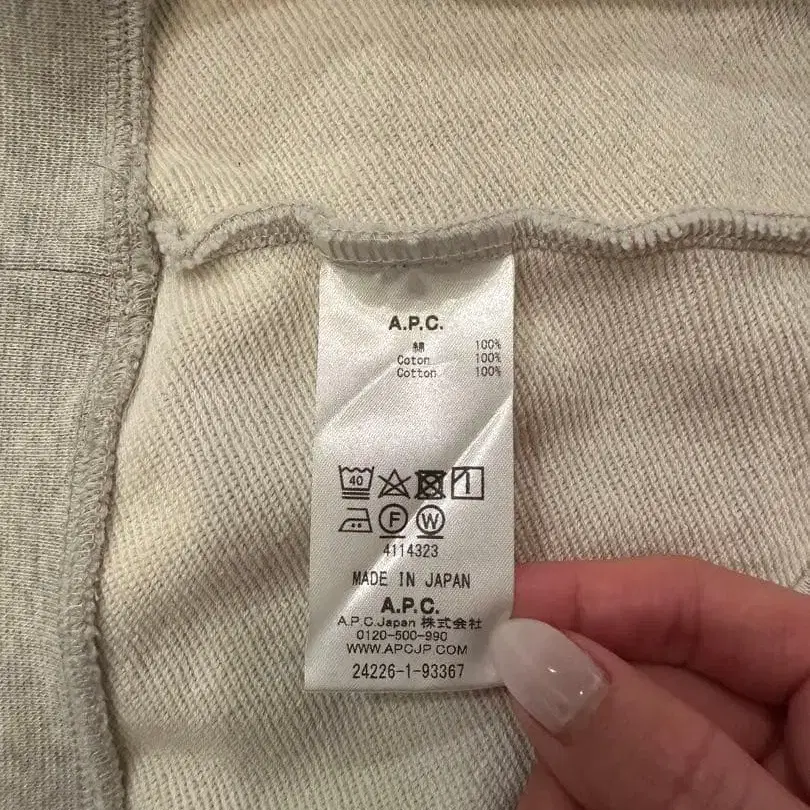 A.P.C.
綿 100%
Coton 100%
Cotton 100%
40
F W
4114323
MADE IN JAPAN
A.P.C.
A.P.C.Japan 株式会社
0120-500-990
WWW.APCJP.COM
24226-1-93367